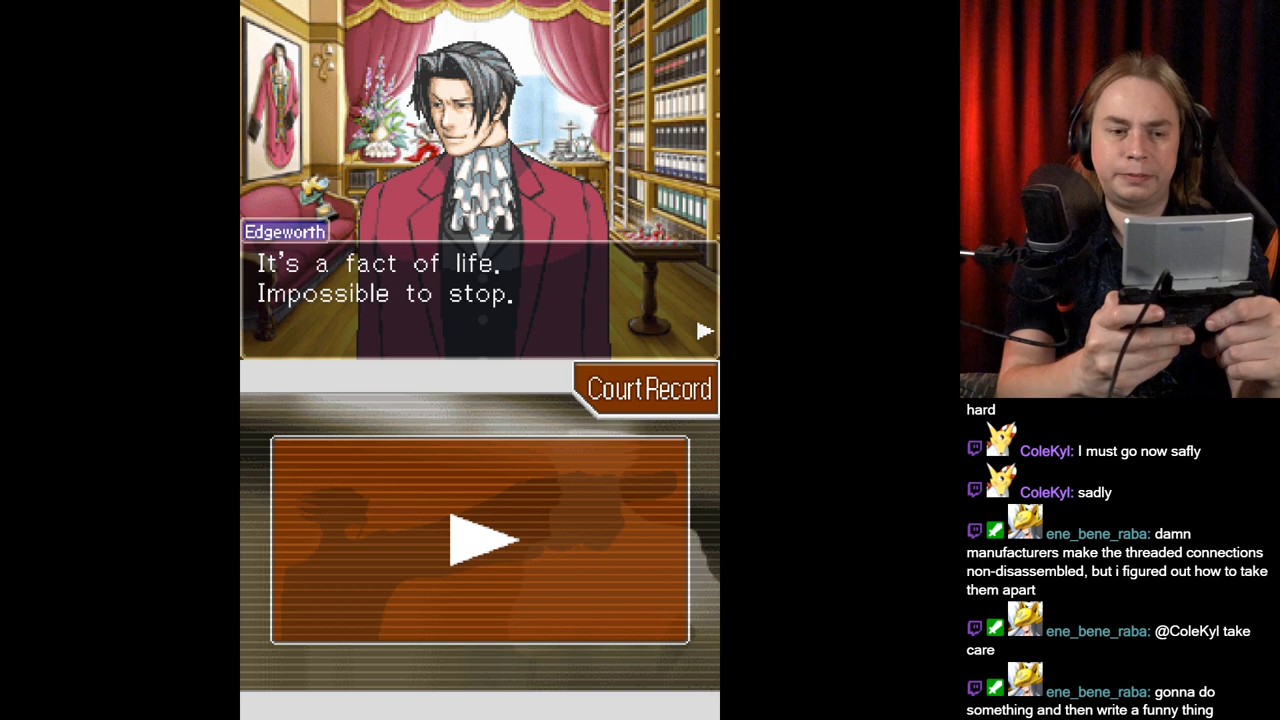 Edgeworth
It's a fact of life.
Impossible to stop.
Court Record
hard
ColeKyl: I must go now safly
ColeKyl: sadly
ene_bene_raba: damn
manufacturers make the threaded connections
non-disassembled, but i figured out how to take
them apart
ene_bene_raba: @ColeKyl take
care
ene_bene_raba: gonna do
something and then write a funny thing